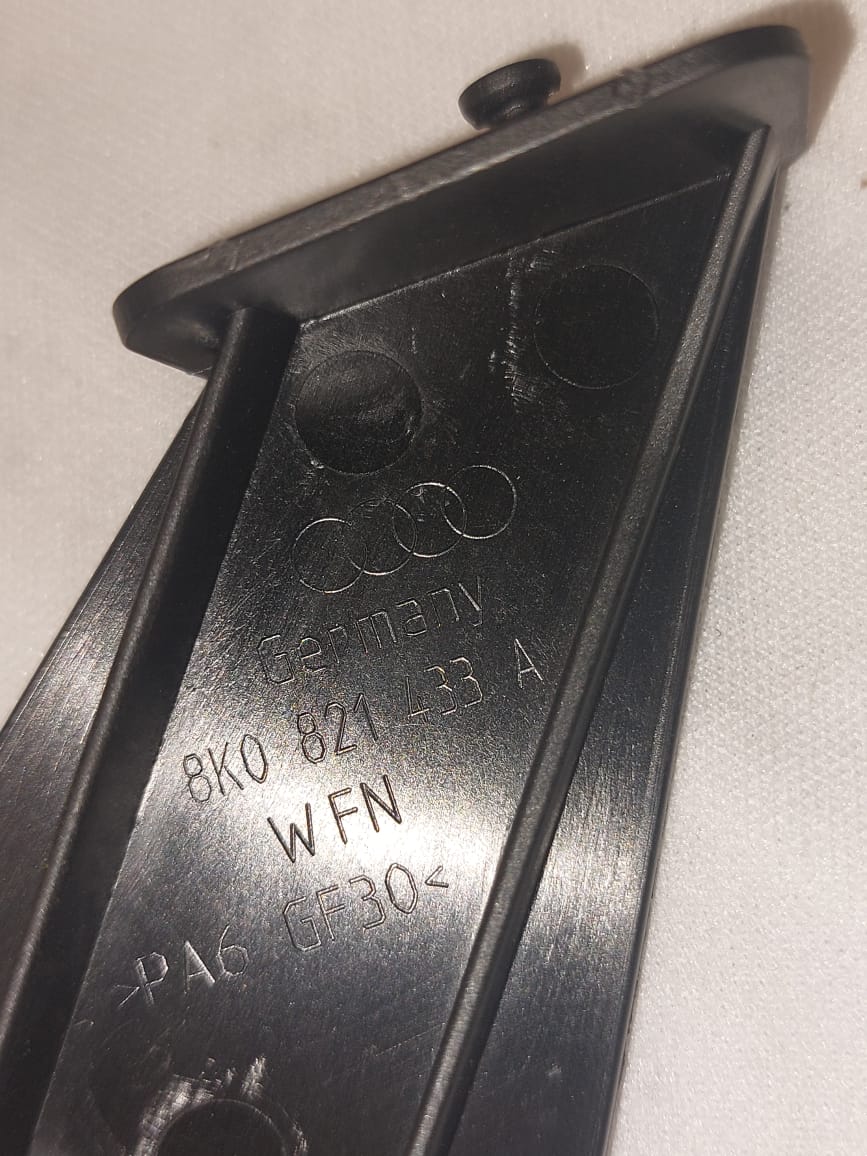 Germany
8K0 821 433 A
WFN
>PA6 GF30<